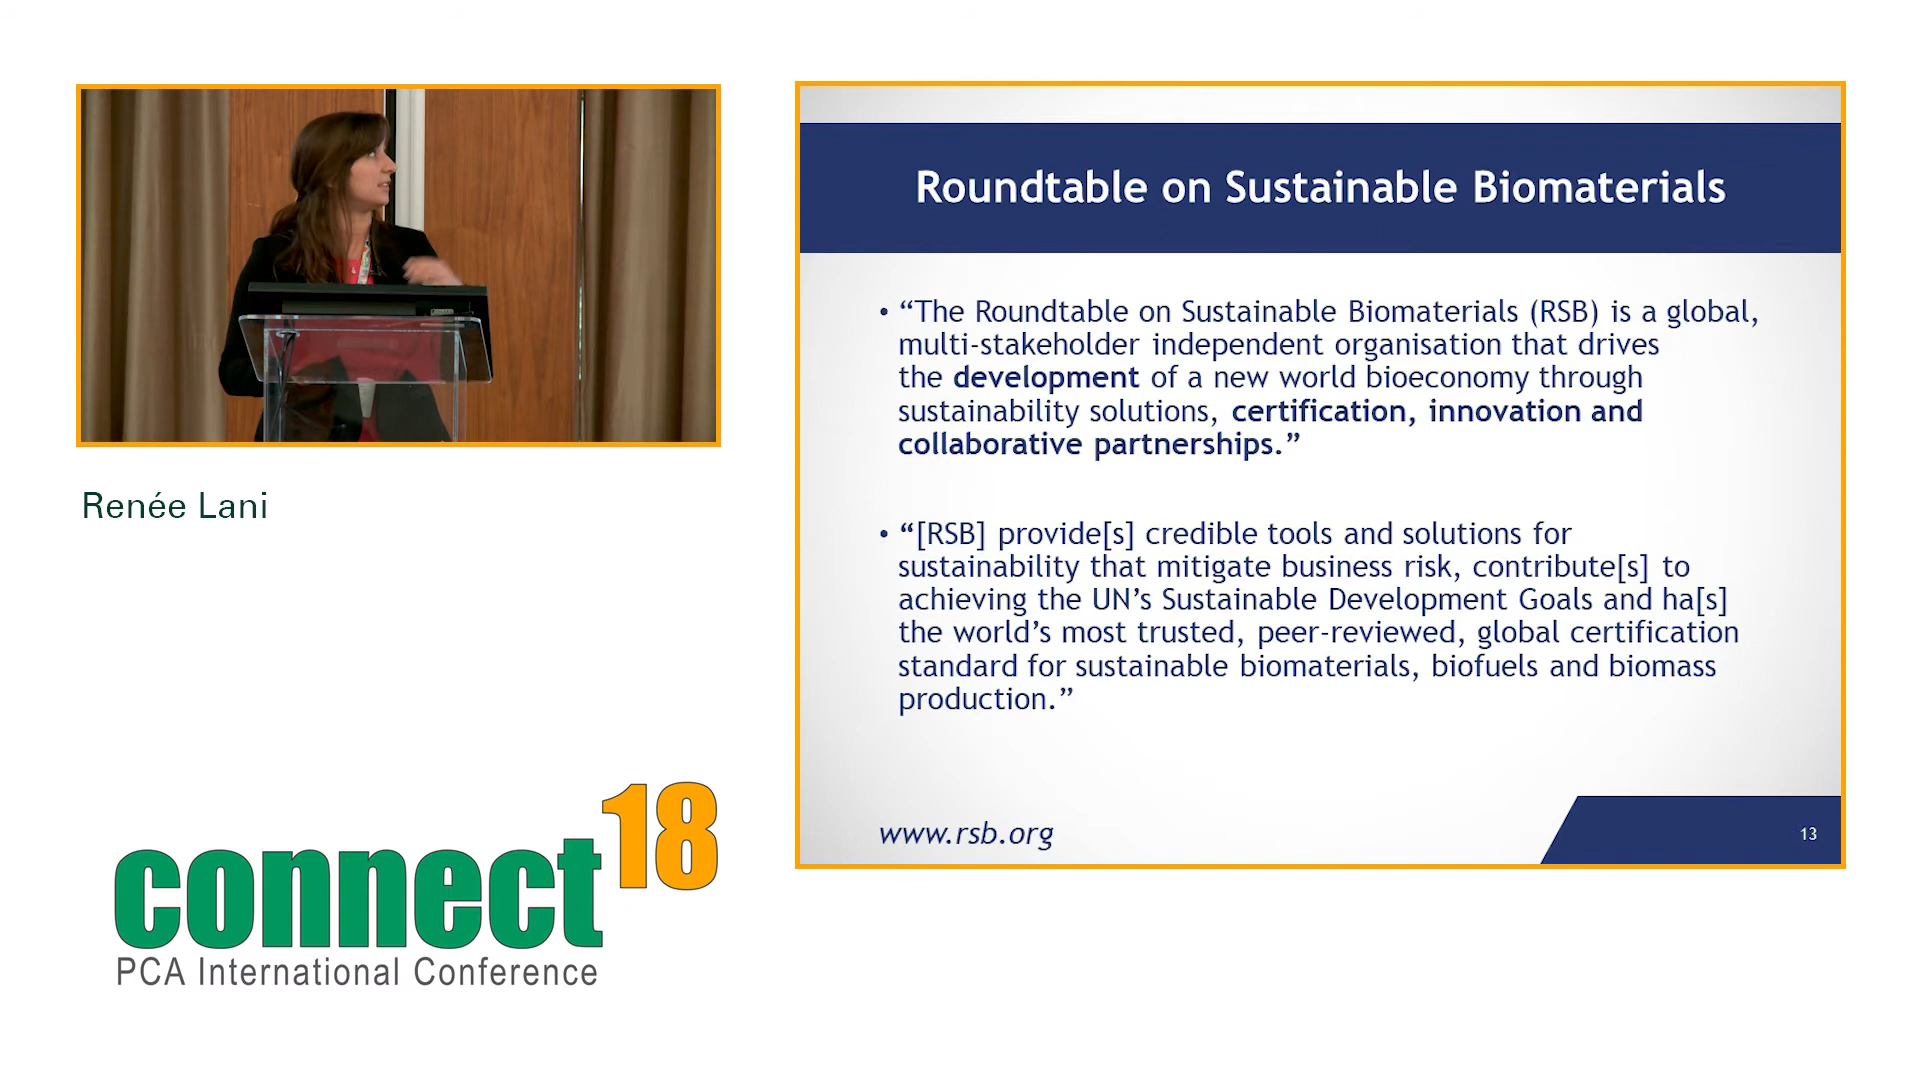 Roundtable on Sustainable Biomaterials
• “The Roundtable on Sustainable Biomaterials (RSB) is a global,
multi-stakeholder independent organisation that drives
the development of a new world bioeconomy through
sustainability solutions, certification, innovation and
collaborative partnerships.”
• “[RSB] provide[s] credible tools and solutions for
sustainability that mitigate business risk, contribute[s] to
achieving the UN’s Sustainable Development Goals and ha[s]
the world’s most trusted, peer-reviewed, global certification
standard for sustainable biomaterials, biofuels and biomass
production.”
www.rsb.org
13
Renée Lani
connect18
PCA International Conference